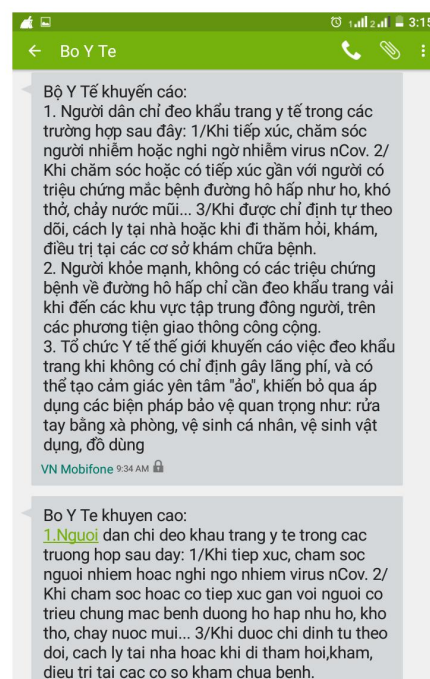 1 2 3:15
Bo Y Te
Bộ Y Tế khuyến cáo:
1. Người dân chỉ đeo khẩu trang y tế trong các
trường hợp sau đây: 1/Khi tiếp xúc, chăm sóc
người nhiễm hoặc nghi ngờ nhiễm virus nCov. 2/
Khi chăm sóc hoặc có tiếp xúc gần với người có
triệu chứng mắc bệnh đường hô hấp như ho, khó
thở, chảy nước mũi... 3/Khi được chỉ định tự theo
dõi, cách ly tại nhà hoặc khi đi thăm hỏi, khám,
điều trị tại các cơ sở khám chữa bệnh.
2. Người khỏe mạnh, không có các triệu chứng
bệnh về đường hô hấp chỉ cần đeo khẩu trang vải
khi đến các khu vực tập trung đông người, trên
các phương tiện giao thông công cộng.
3. Tổ chức Y tế thế giới khuyến cáo việc đeo khẩu
trang khi không có chỉ định gây lãng phí, và có
thể tạo cảm giác yên tâm "ảo", khiến bỏ qua áp
dụng các biện pháp bảo vệ quan trọng như: rửa
tay bằng xà phòng, vệ sinh cá nhân, vệ sinh vật
dụng, đồ dùng
VN Mobifone 9:34 AM
Bo Y Te khuyen cao:
1.Nguoi dan chi deo khau trang y te trong cac
truong hop sau day: 1/Khi tiep xuc, cham soc
nguoi nhiem hoac nghi ngo nhiem virus nCov. 2/
Khi cham soc hoac co tiep xuc gan voi nguoi co
trieu chung mac benh duong ho hap nhu ho, kho
tho, chay nuoc mui... 3/Khi duoc chi dinh tu theo
doi, cach ly tai nha hoac khi di tham hoi,kham,
dieu tri tai cac co so kham chua benh.